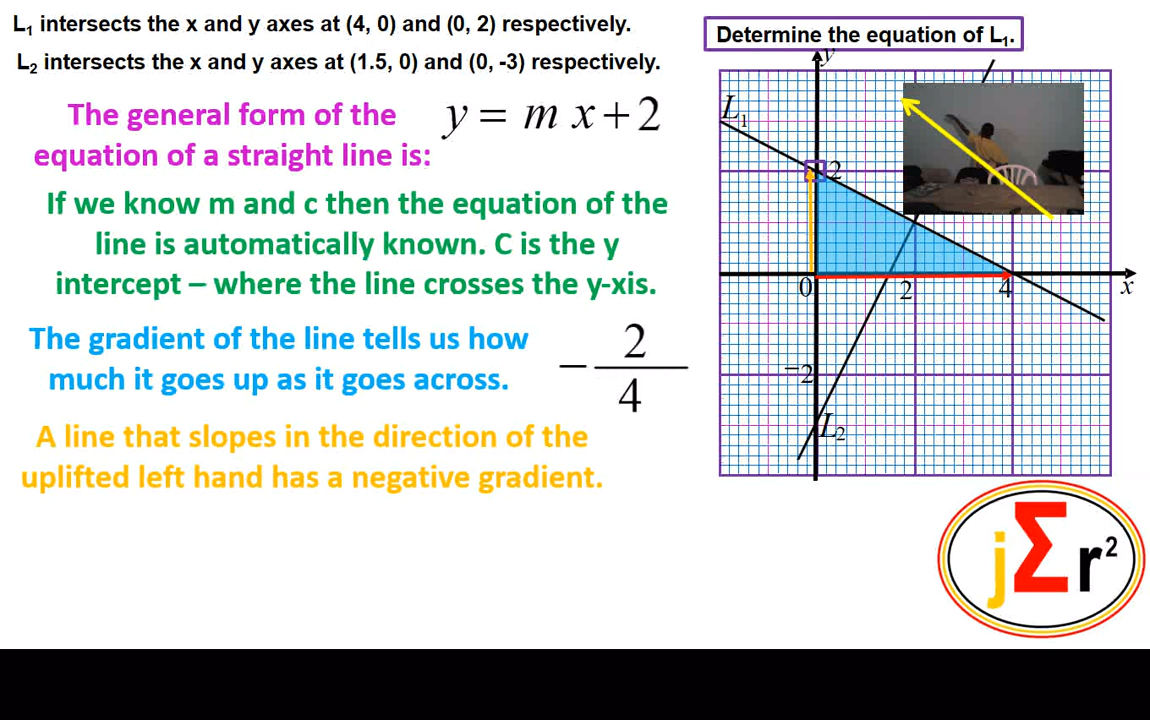 L₁ intersects the x and y axes at (4, 0) and (0, 2) respectively.
L₂ intersects the x and y axes at (1.5, 0) and (0, -3) respectively.
Determine the equation of L₁.
The general form of the
equation of a straight line is:
y = m x + 2
If we know m and c then the equation of the
line is automatically known. C is the y
intercept – where the line crosses the y-xis.
The gradient of the line tells us how
much it goes up as it goes across.
− 2/4
A line that slopes in the direction of the
uplifted left hand has a negative gradient.
y
L₁
2
0 2 4 x
−2
L₂
jΣr²